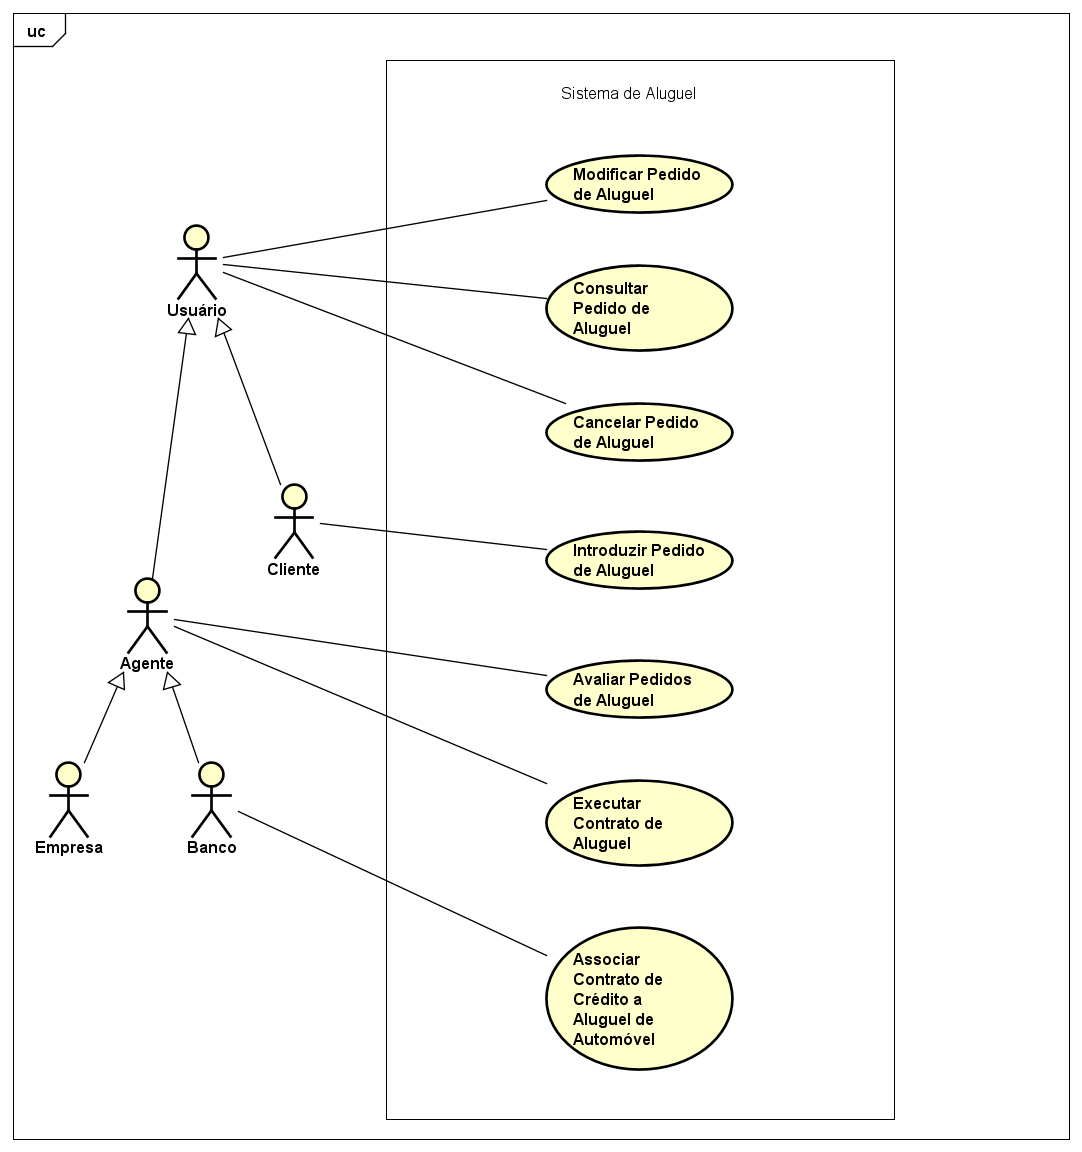 uc
Sistema de Aluguel
Modificar Pedido
de Aluguel
Usuário
Consultar
Pedido de
Aluguel
Cancelar Pedido
de Aluguel
Cliente
Introduzir Pedido
de Aluguel
Agente
Avaliar Pedidos
de Aluguel
Empresa
Banco
Executar
Contrato de
Aluguel
Associar
Contrato de
Crédito a
Aluguel de
Automóvel